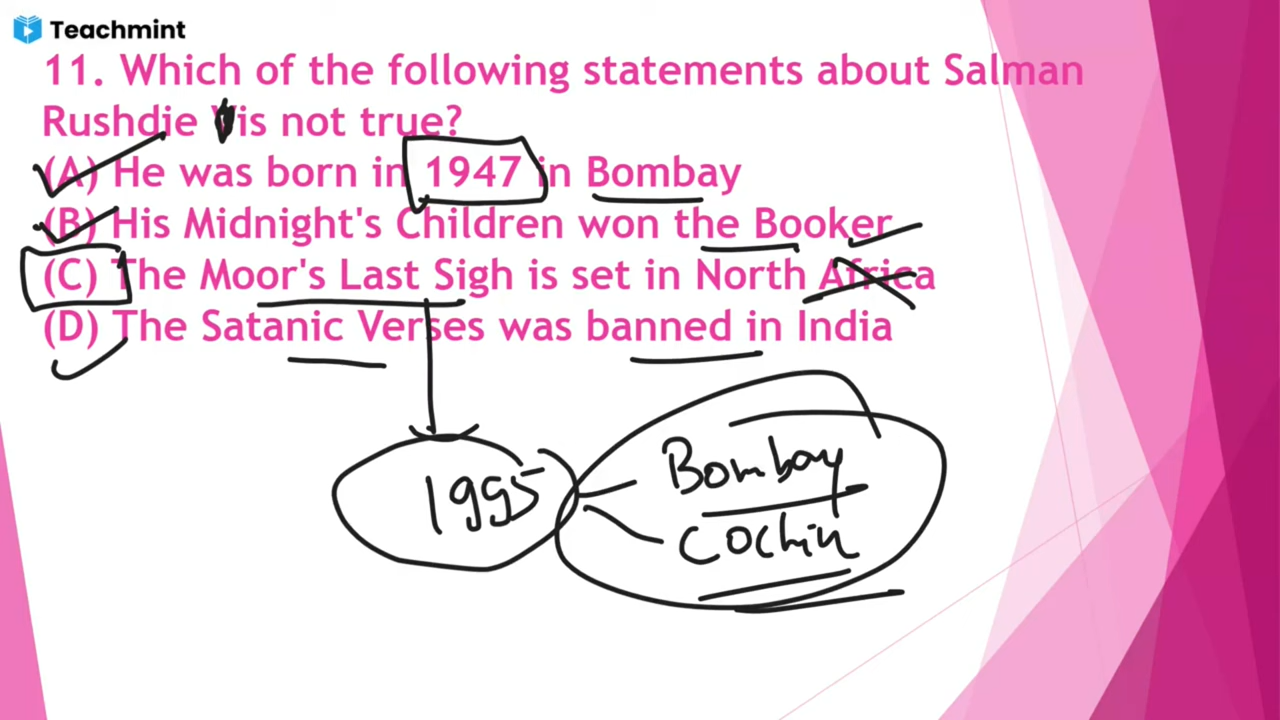 Teachmint
11. Which of the following statements about Salman
Rushdie is not true?
(A) He was born in 1947 in Bombay
(B) His Midnight's Children won the Booker
(C) The Moor's Last Sigh is set in North Africa
(D) The Satanic Verses was banned in India
Bombay
1995
Cochin